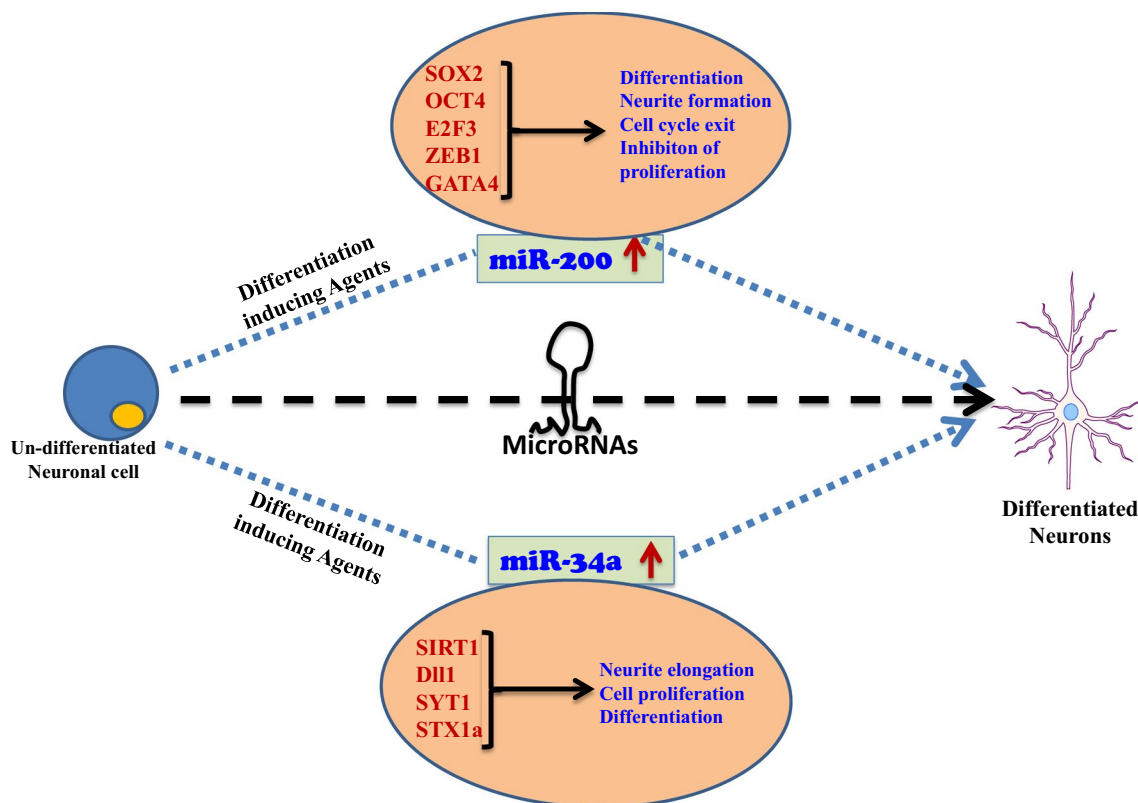 SOX2
OCT4
E2F3
ZEB1
GATA4
Differentiation
Neurite formation
Cell cycle exit
Inhibiton of
proliferation
miR-200
Differentiation
inducing Agents
Un-differentiated
Neuronal cell
MicroRNAs
Differentiated
Neurons
Differentiation
inducing Agents
miR-34a
SIRT1
Dll1
SYT1
STX1a
Neurite elongation
Cell proliferation
Differentiation